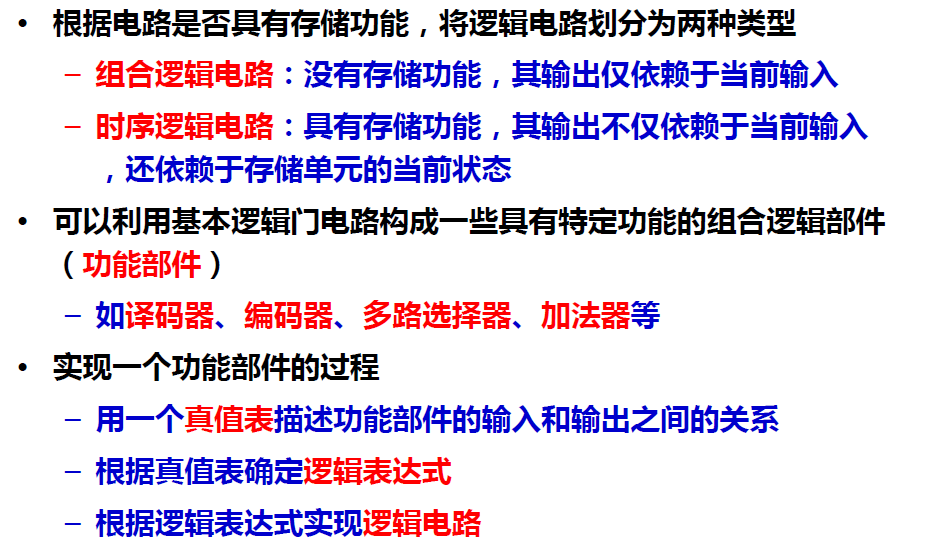 • 根据电路是否具有存储功能，将逻辑电路划分为两种类型
– 组合逻辑电路：没有存储功能，其输出仅依赖于当前输入
– 时序逻辑电路：具有存储功能，其输出不仅依赖于当前输入
，还依赖于存储单元的当前状态
• 可以利用基本逻辑门电路构成一些具有特定功能的组合逻辑部件
（功能部件）
– 如译码器、编码器、多路选择器、加法器等
• 实现一个功能部件的过程
– 用一个真值表描述功能部件的输入和输出之间的关系
– 根据真值表确定逻辑表达式
– 根据逻辑表达式实现逻辑电路